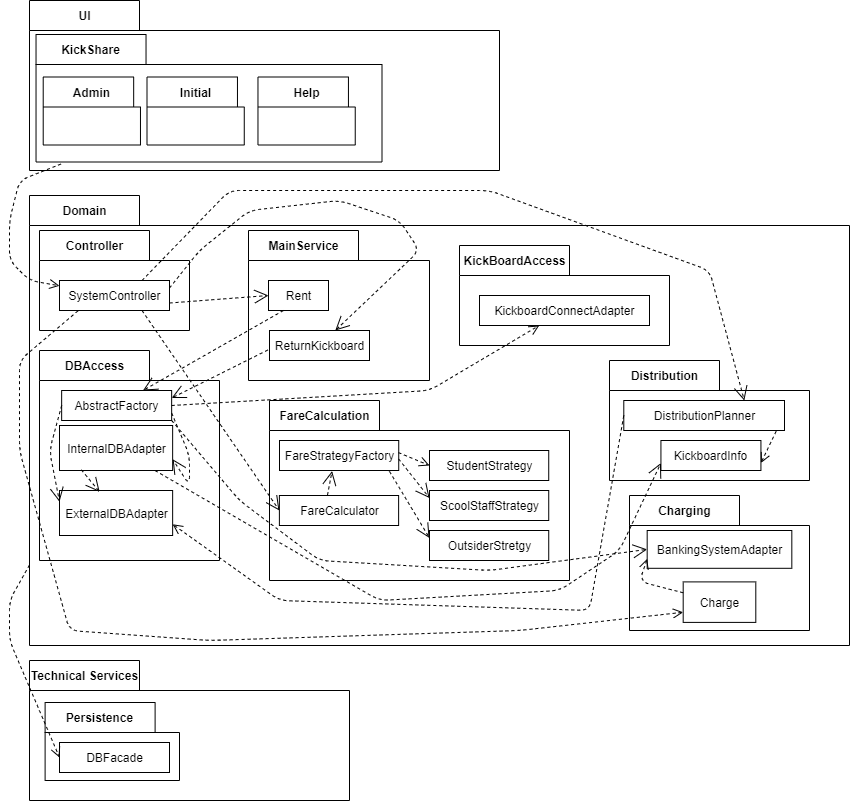 UI
KickShare
Admin
Initial
Help
Domain
Controller
SystemController
MainService
Rent
ReturnKickboard
KickBoardAccess
KickboardConnectAdapter
DBAccess
AbstractFactory
InternalDBAdapter
ExternalDBAdapter
FareCalculation
FareStrategyFactory
FareCalculator
StudentStrategy
ScoolStaffStrategy
OutsiderStretgy
Distribution
DistributionPlanner
KickboardInfo
Charging
BankingSystemAdapter
Charge
Technical Services
Persistence
DBFacade